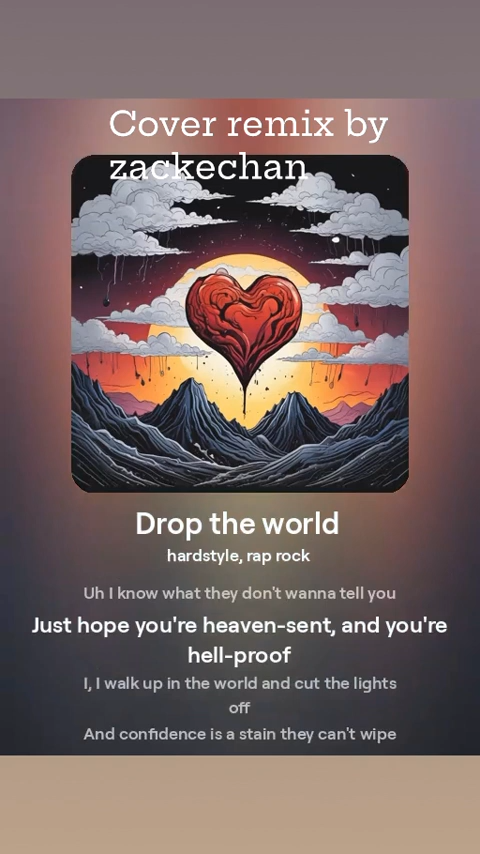 Cover remix by
zackechan
Drop the world
hardstyle, rap rock
Uh I know what they don't wanna tell you
Just hope you're heaven-sent, and you're
hell-proof
I, I walk up in the world and cut the lights
off
And confidence is a stain they can't wipe